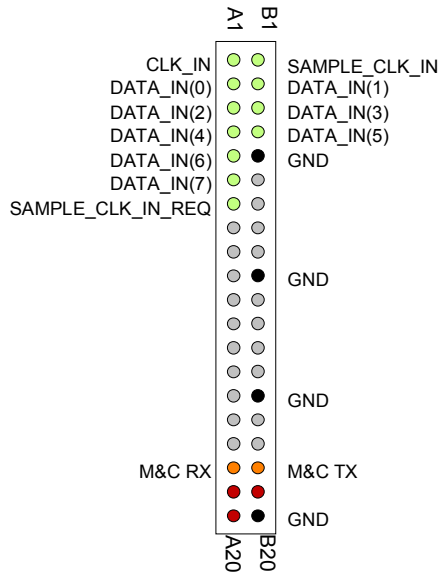 A1 B1
CLK_IN SAMPLE_CLK_IN
DATA_IN(0) DATA_IN(1)
DATA_IN(2) DATA_IN(3)
DATA_IN(4) DATA_IN(5)
DATA_IN(6) GND
DATA_IN(7)
SAMPLE_CLK_IN_REQ
GND
GND
M&C RX M&C TX
GND
A20 B20